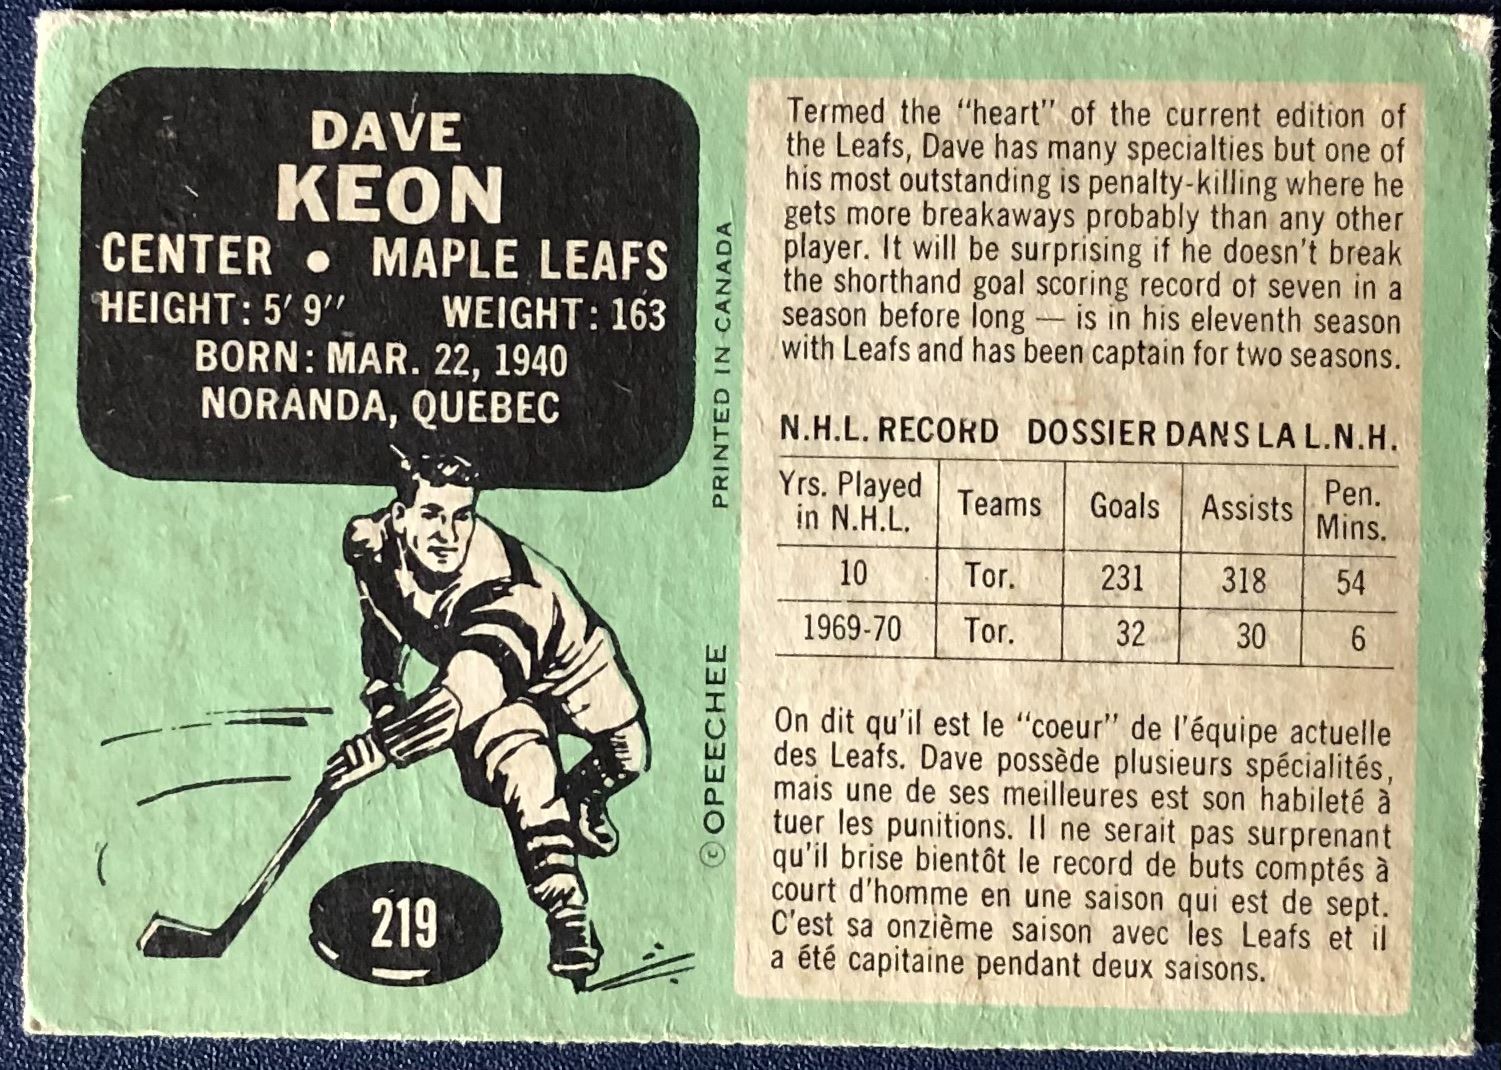 DAVE
KEON
CENTER • MAPLE LEAFS
HEIGHT: 5' 9'' WEIGHT: 163
BORN: MAR. 22, 1940
NORANDA, QUEBEC
219
© OPEECHEE PRINTED IN CANADA
Termed the "heart" of the current edition of
the Leafs, Dave has many specialties but one of
his most outstanding is penalty-killing where he
gets more breakaways probably than any other
player. It will be surprising if he doesn't break
the shorthand goal scoring record of seven in a
season before long — is in his eleventh season
with Leafs and has been captain for two seasons.
N.H.L. RECORD DOSSIER DANS LA L.N.H.
Yrs. Played in N.H.L. Teams Goals Assists Pen. Mins.
10 Tor. 231 318 54
1969-70 Tor. 32 30 6
On dit qu'il est le "coeur" de l'équipe actuelle
des Leafs. Dave possède plusieurs spécialités,
mais une de ses meilleures est son habileté à
tuer les punitions. Il ne serait pas surprenant
qu'il brise bientôt le record de buts comptés à
court d'homme en une saison qui est de sept.
C'est sa onzième saison avec les Leafs et il
a été capitaine pendant deux saisons.